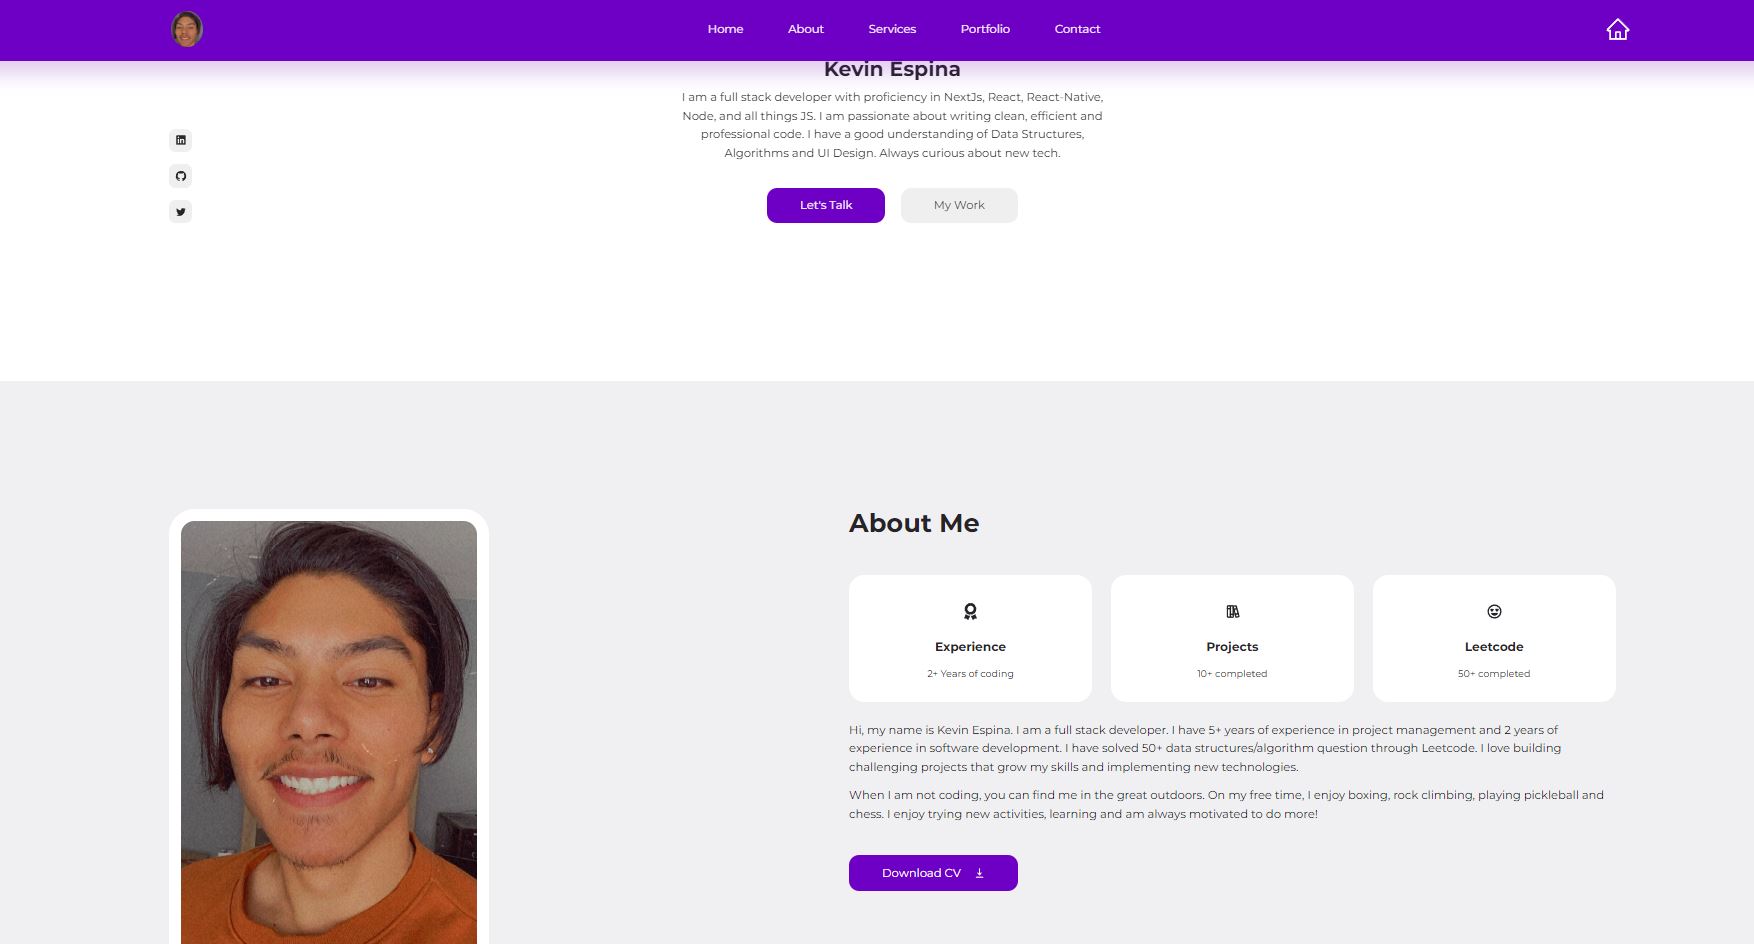 Home About Services Portfolio Contact
Kevin Espina
I am a full stack developer with proficiency in NextJs, React, React-Native,
Node, and all things JS. I am passionate about writing clean, efficient and
professional code. I have a good understanding of Data Structures,
Algorithms and UI Design. Always curious about new tech.
Let's Talk My Work
About Me
Experience
2+ Years of coding
Projects
10+ completed
Leetcode
50+ completed
Hi, my name is Kevin Espina. I am a full stack developer. I have 5+ years of experience in project management and 2 years of
experience in software development. I have solved 50+ data structures/algorithm question through Leetcode. I love building
challenging projects that grow my skills and implementing new technologies.
When I am not coding, you can find me in the great outdoors. On my free time, I enjoy boxing, rock climbing, playing pickleball and
chess. I enjoy trying new activities, learning and am always motivated to do more!
Download CV